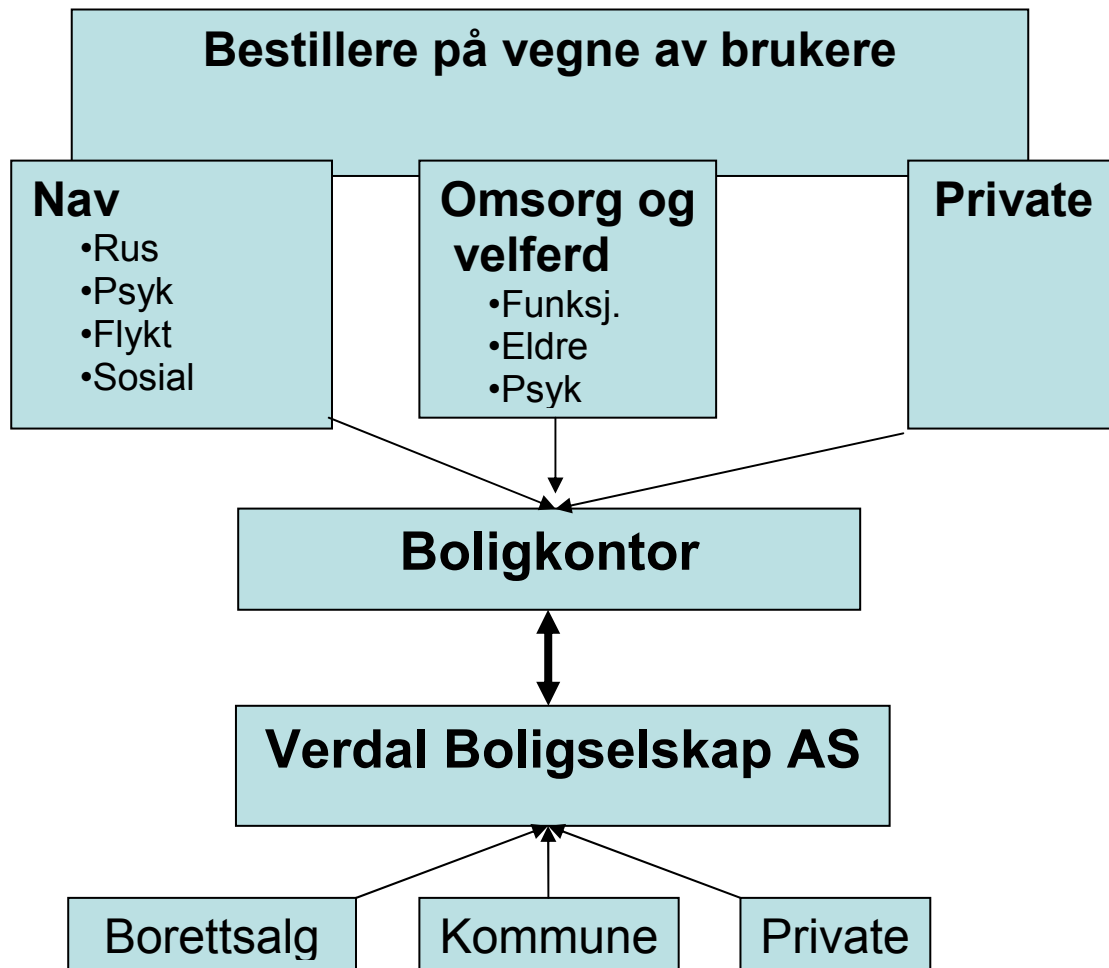 Bestillere på vegne av brukere
Nav
•Rus
•Psyk
•Flykt
•Sosial
Omsorg og
velferd
•Funksj.
•Eldre
•Psyk
Private
Boligkontor
Verdal Boligselskap AS
Borettsalg
Kommune
Private